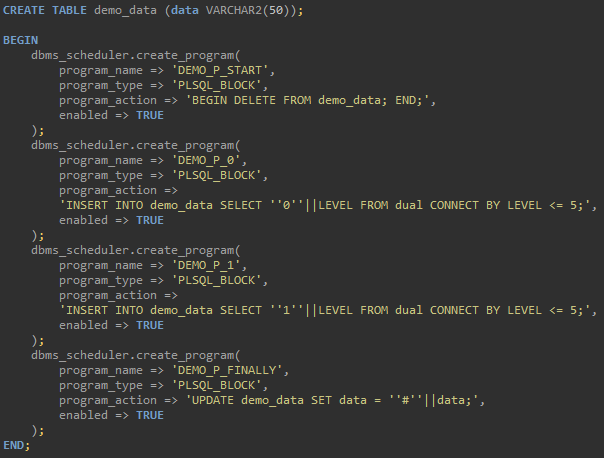 CREATE TABLE demo_data (data VARCHAR2(50));
BEGIN
dbms_scheduler.create_program(
program_name => 'DEMO_P_START',
program_type => 'PLSQL_BLOCK',
program_action => 'BEGIN DELETE FROM demo_data; END;',
enabled => TRUE
);
dbms_scheduler.create_program(
program_name => 'DEMO_P_0',
program_type => 'PLSQL_BLOCK',
program_action =>
'INSERT INTO demo_data SELECT ''0''||LEVEL FROM dual CONNECT BY LEVEL <= 5;',
enabled => TRUE
);
dbms_scheduler.create_program(
program_name => 'DEMO_P_1',
program_type => 'PLSQL_BLOCK',
program_action =>
'INSERT INTO demo_data SELECT ''1''||LEVEL FROM dual CONNECT BY LEVEL <= 5;',
enabled => TRUE
);
dbms_scheduler.create_program(
program_name => 'DEMO_P_FINALLY',
program_type => 'PLSQL_BLOCK',
program_action => 'UPDATE demo_data SET data = ''#''||data;',
enabled => TRUE
);
END;